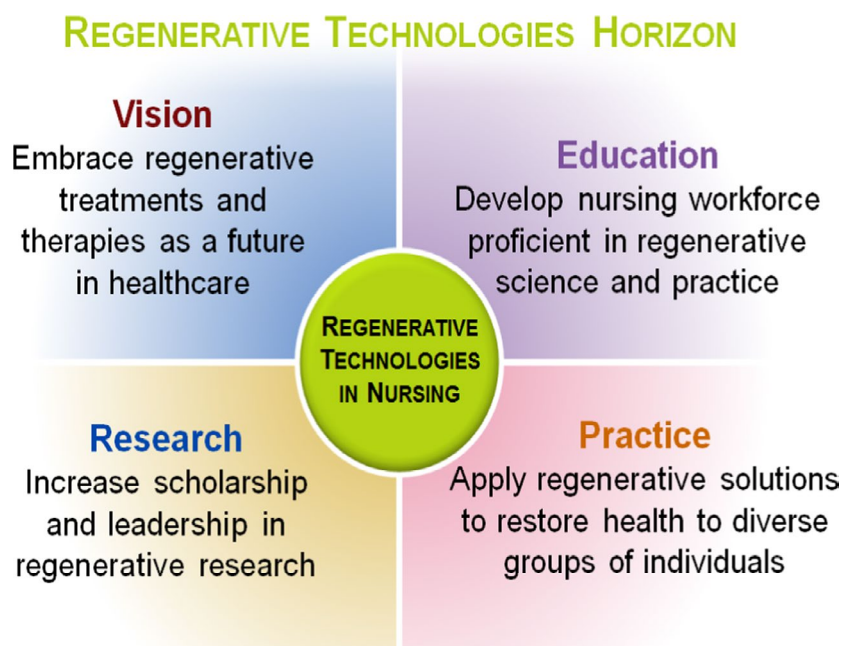 REGENERATIVE TECHNOLOGIES HORIZON
Vision
Embrace regenerative
treatments and
therapies as a future
in healthcare
Education
Develop nursing workforce
proficient in regenerative
science and practice
REGENERATIVE
TECHNOLOGIES
IN NURSING
Research
Increase scholarship
and leadership in
regenerative research
Practice
Apply regenerative solutions
to restore health to diverse
groups of individuals